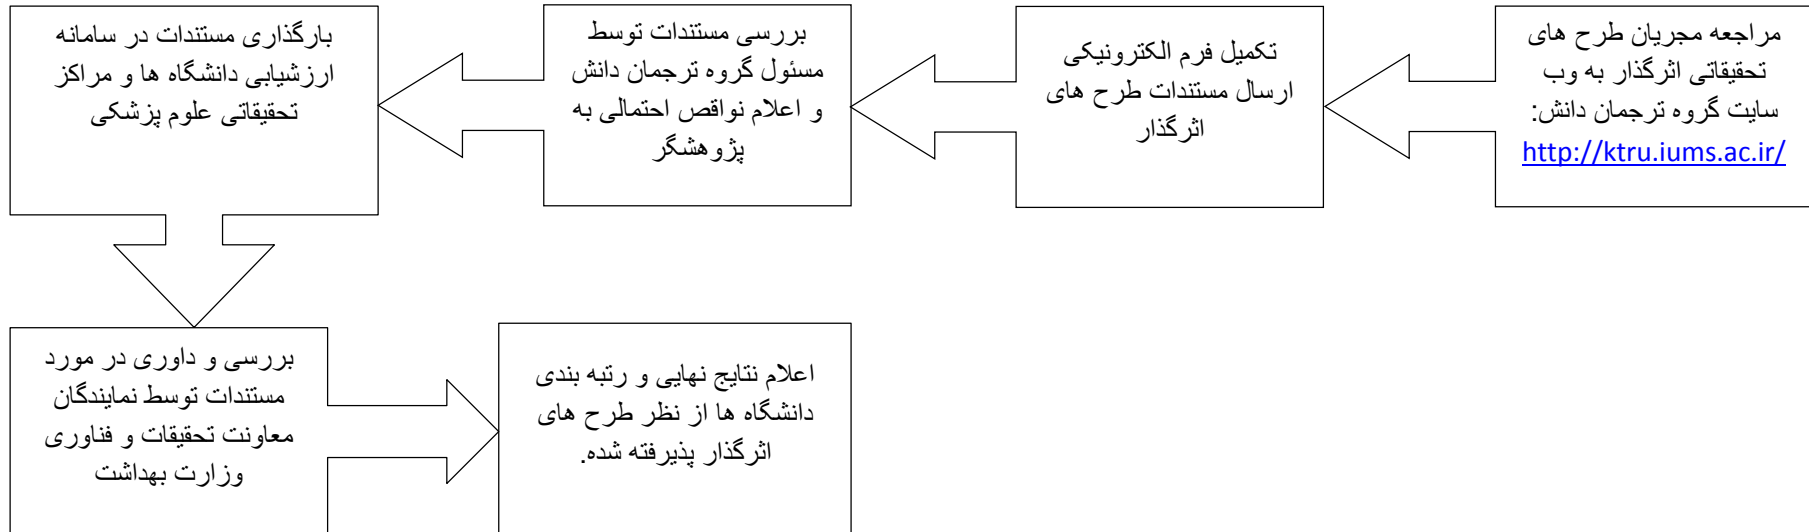 مراجعه مجریان طرح های
تحقیقاتی اثرگذار به وب
سایت گروه ترجمان دانش:
http://ktru.iums.ac.ir/
تکمیل فرم الکترونیکی
ارسال مستندات طرح های
اثرگذار
بررسی مستندات توسط
مسئول گروه ترجمان دانش
و اعلام نواقص احتمالی به
پژوهشگر
بارگذاری مستندات در سامانه
ارزشیابی دانشگاه ها و مراکز
تحقیقاتی علوم پزشکی
بررسی و داوری در مورد
مستندات توسط نمایندگان
معاونت تحقیقات و فناوری
وزارت بهداشت
اعلام نتایج نهایی و رتبه بندی
دانشگاه ها از نظر طرح های
اثرگذار پذیرفته شده.